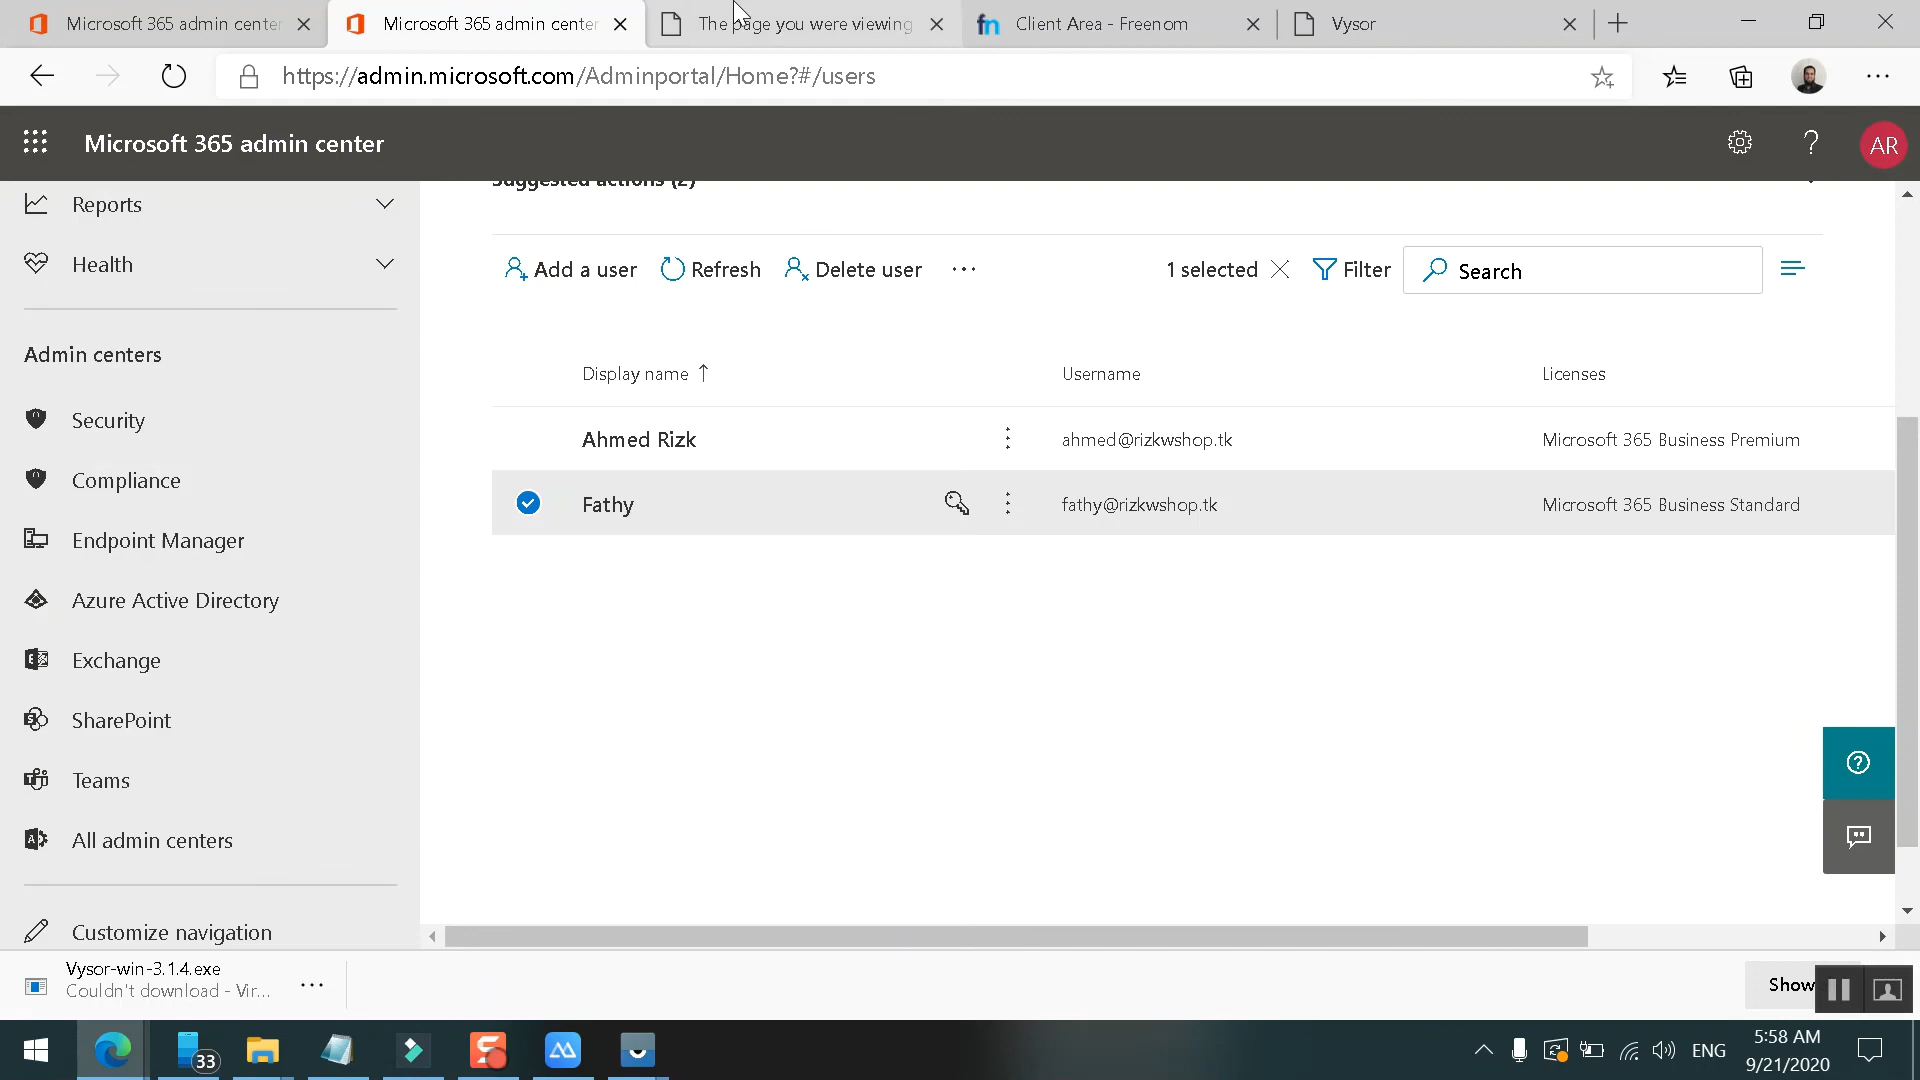 Microsoft 365 admin center
Microsoft 365 admin center
The page you were viewing
Client Area - Freenom
Vysor
https://admin.microsoft.com/Adminportal/Home?#/users
Microsoft 365 admin center
AR
Reports
Health
Admin centers
Security
Compliance
Endpoint Manager
Azure Active Directory
Exchange
SharePoint
Teams
All admin centers
Customize navigation
Suggested actions (2)
Add a user
Refresh
Delete user
1 selected
Filter
Search
Display name ↑
Username
Licenses
Ahmed Rizk
ahmed@rizkwshop.tk
Microsoft 365 Business Premium
Fathy
fathy@rizkwshop.tk
Microsoft 365 Business Standard
Vysor-win-3.1.4.exe
Couldn't download - Vir...
Show
33
ENG
5:58 AM
9/21/2020